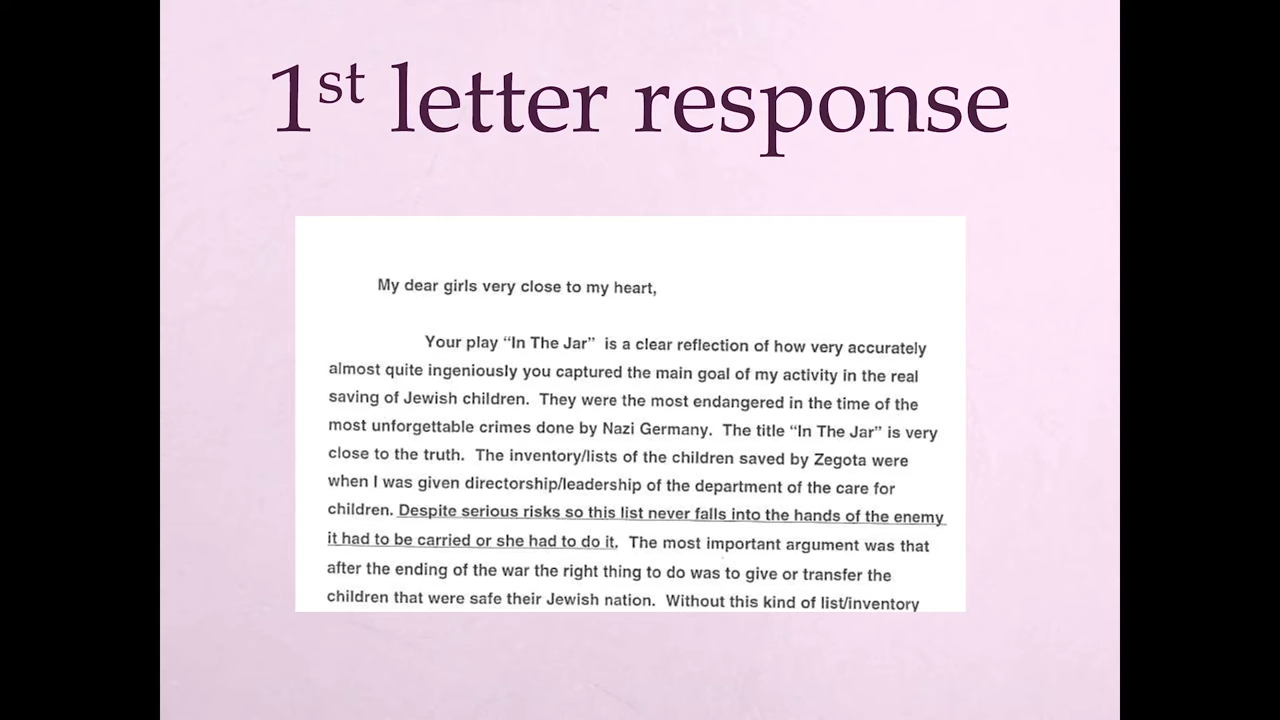 1st letter response
My dear girls very close to my heart,
Your play “In The Jar” is a clear reflection of how very accurately
almost quite ingeniously you captured the main goal of my activity in the real
saving of Jewish children. They were the most endangered in the time of the
most unforgettable crimes done by Nazi Germany. The title “In The Jar” is very
close to the truth. The inventory/lists of the children saved by Zegota were
when I was given directorship/leadership of the department of the care for
children. Despite serious risks so this list never falls into the hands of the enemy
it had to be carried or she had to do it. The most important argument was that
after the ending of the war the right thing to do was to give or transfer the
children that were safe their Jewish nation. Without this kind of list/inventory